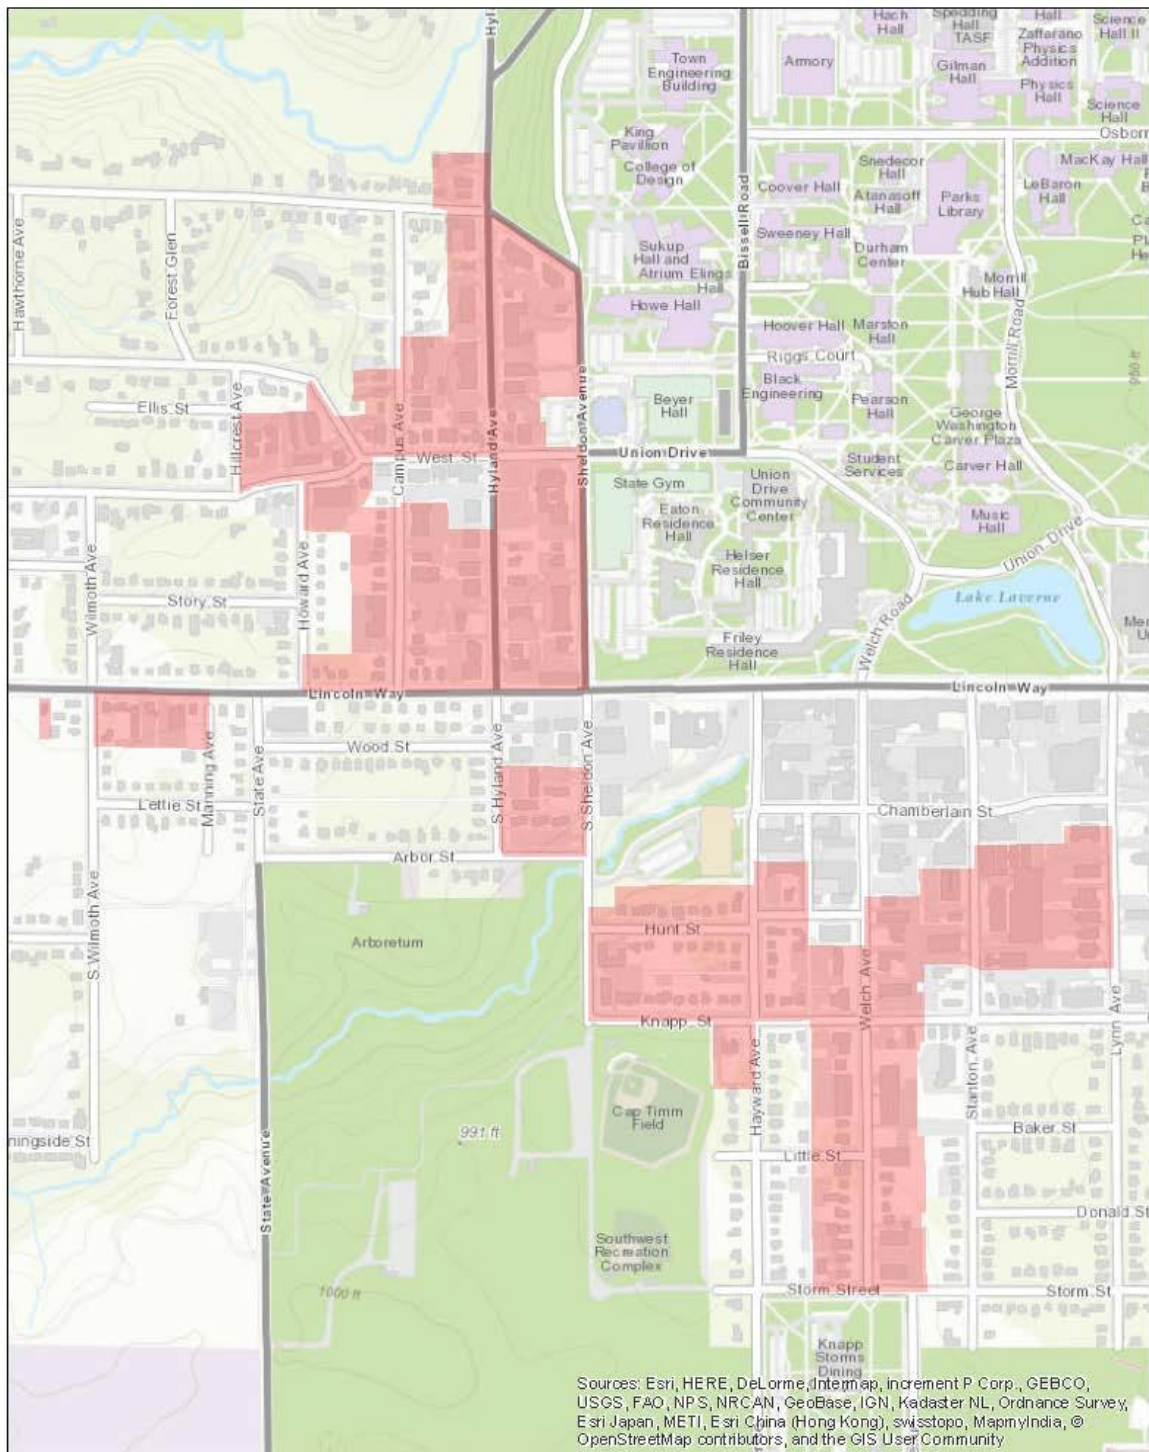 Hyl
Hach
Hall
Spedding
Hall
TASF
Hall
Zaffarano
Physics
Addition
Science
Hall II
Town
Engineering
Building
Armory
Gilman
Hall
Physics
Hall
Science
Hall
Osborn
King
Pavillion
College of
Design
Bissell Road
Coover Hall
Snedecor
Hall
Atanasoff
Hall
Parks
Library
MacKay Hall
LeBaron
Hall
Hawthorne Ave
Forest Glen
Sukup
Hall and
Atrium Elings
Hall
Sweeney Hall
Durham
Center
Morrill
Hub Hall
Howe Hall
Hoover Hall
Marston
Hall
Morrill Road
950 ft
Riggs Court
Ellis St
Hillcres Ave
Campus Ave
Hyland Ave
Sheldon Avenue
Beyer
Hall
Black
Engineering
Pearson
Hall
George
Washington
Carver Plaza
West St
Union Drive
State Gym
Union
Drive
Community
Center
Student
Services
Carver Hall
Music
Hall
Eaton
Residence
Hall
Helser
Residence
Hall
Union Drive
Wilmoth Ave
Story St
Howard Ave
Friley
Residence
Hall
Welch Road
Lake Laverne
Lincoln Way
Lincoln Way
Wood St
Manning Ave
State Ave
S Hyland Ave
S Sheldon Ave
Lettie St
Chamberlain St
Arbor St
S Wilmoth Ave
Arboretum
Hunt St
Welch Ave
Knapp St
Hayward Ave
Stanton Ave
Lynn Ave
Cap Timm
Field
991 ft
Baker St
ningside St
Little St
State Avenue
Donald St
Southwest
Recreation
Complex
1000 ft
Storm Street
Storm St
Knapp
Storms
Dining
Sources: Esri, HERE, DeLorme, Intermap, increment P Corp., GEBCO,
USGS, FAO, NPS, NRCAN, GeoBase, IGN, Kadaster NL, Ordnance Survey,
Esri Japan, METI, Esri China (Hong Kong), swisstopo, MapmyIndia, ©
OpenStreetMap contributors, and the GIS User Community